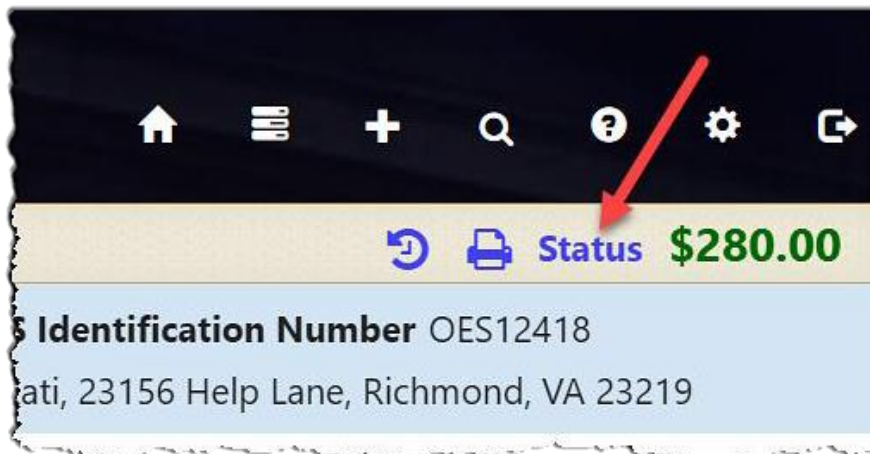 Status $280.00
Identification Number OES12418
23156 Help Lane, Richmond, VA 23219